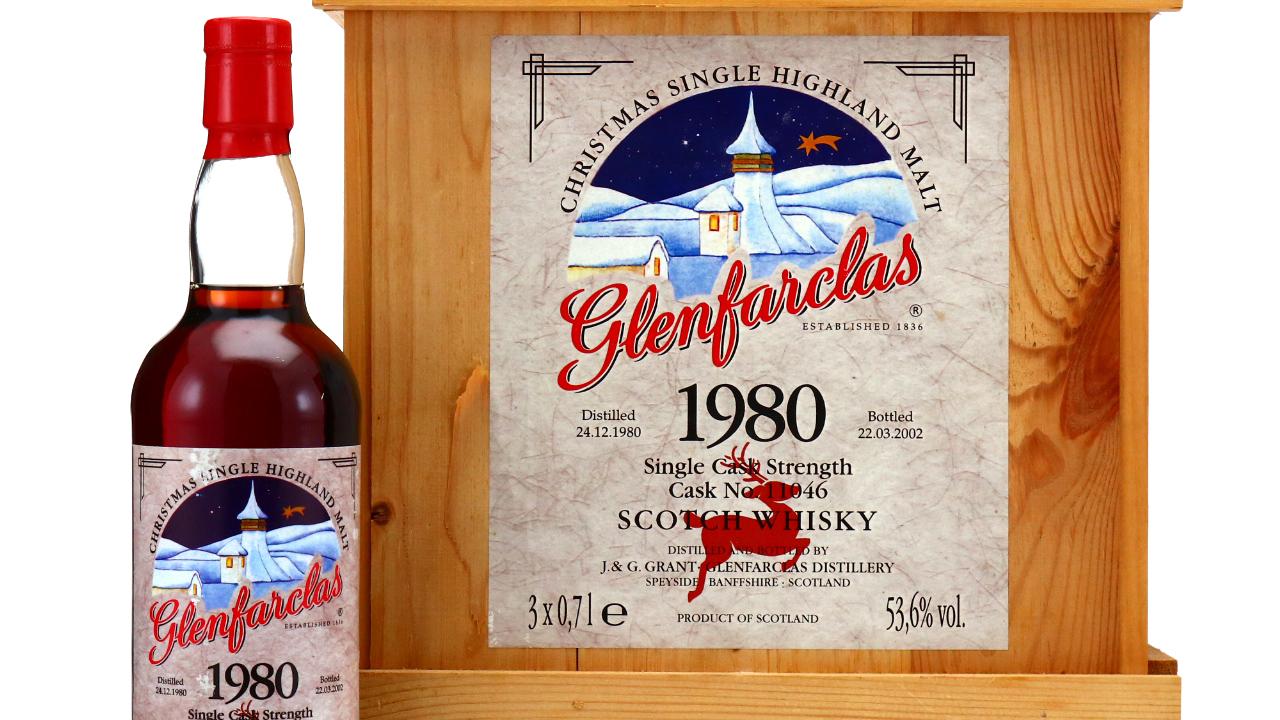 CHRISTMAS SINGLE HIGHLAND MALT
Glenfarclas ®
ESTABLISHED 1836
1980
Distilled
24.12.1980
Bottled
22.03.2002
Single Cask Strength
Cask No. 11046
SCOTCH WHISKY
DISTILLED AND BOTTLED BY
J. & G. GRANT · GLENFARCLAS DISTILLERY
SPEYSIDE : BANFFSHIRE : SCOTLAND
3 x 0,7 l e
PRODUCT OF SCOTLAND
53,6% vol.
CHRISTMAS SINGLE HIGHLAND MALT
Glenfarclas ®
ESTABLISHED 1836
1980
Distilled
24.12.1980
Bottled
22.03.2002
Single Cask Strength